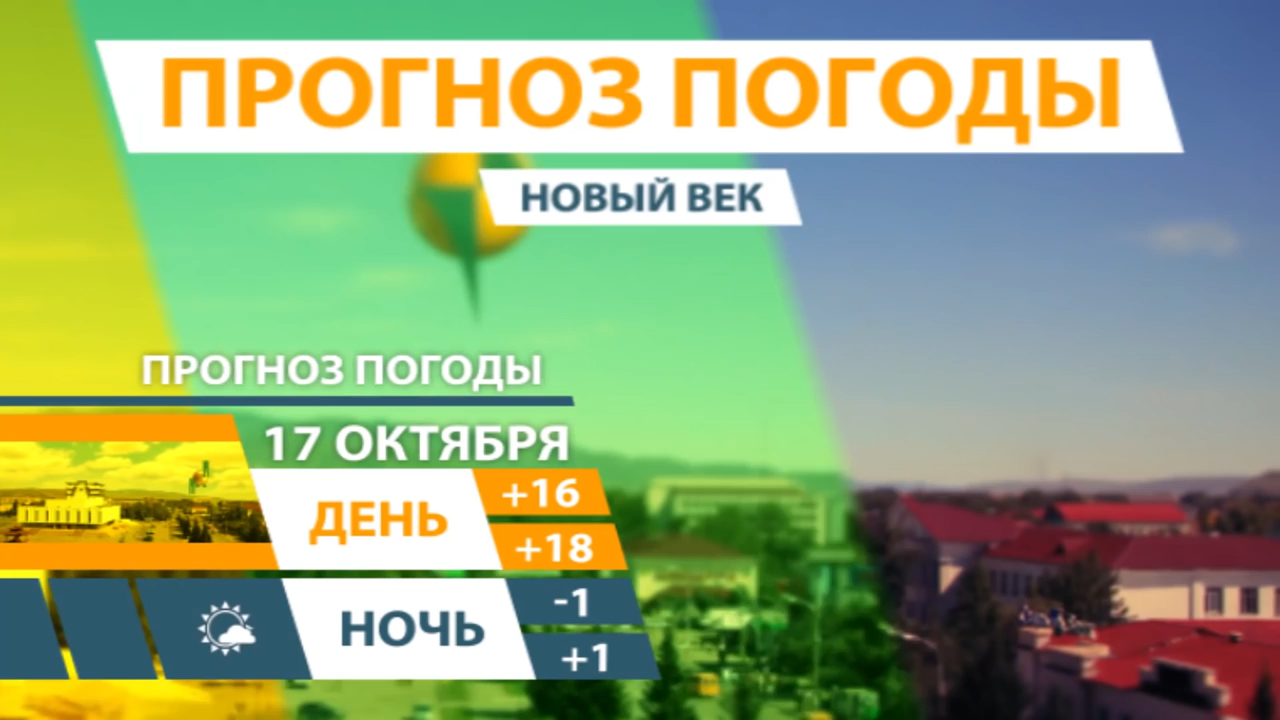 ПРОГНОЗ ПОГОДЫ
НОВЫЙ ВЕК
ПРОГНОЗ ПОГОДЫ
17 ОКТЯБРЯ
ДЕНЬ
+16
+18
НОЧЬ
-1
+1